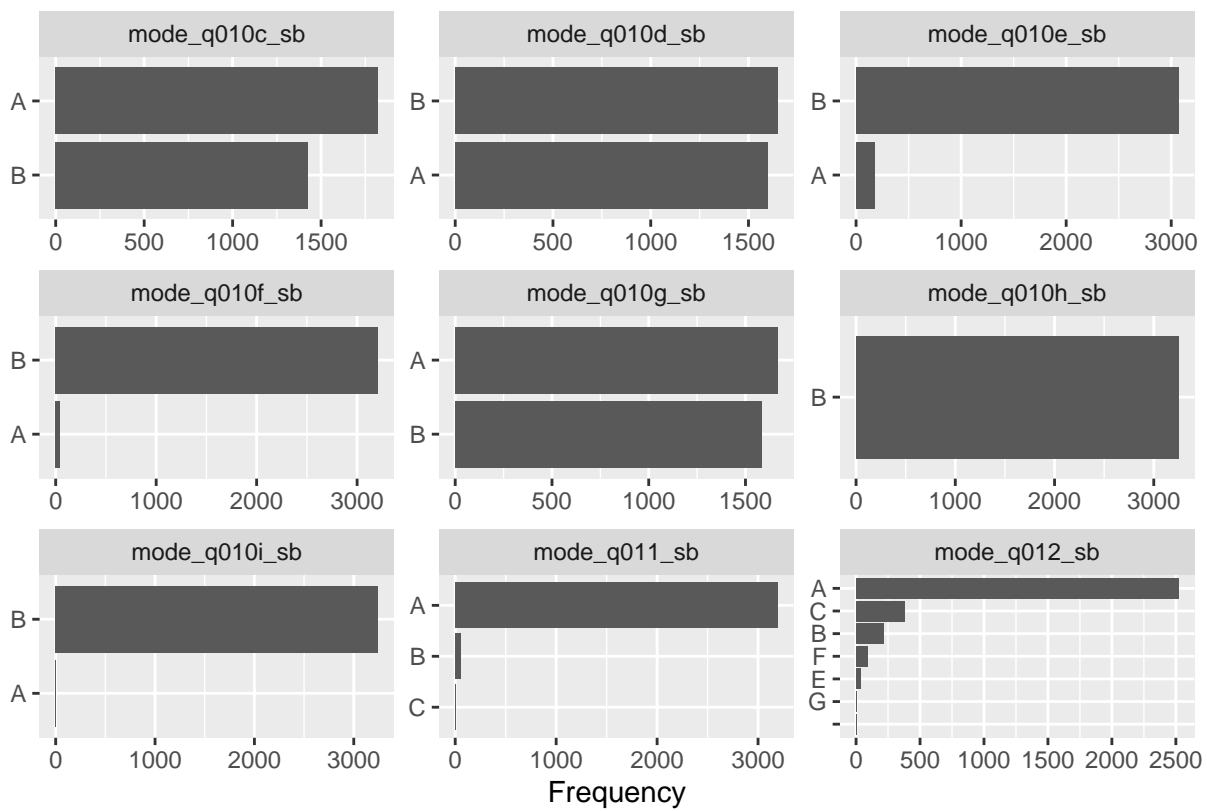 mode_q010c_sb
mode_q010d_sb
mode_q010e_sb
A
B
0 500 1000 1500
B
A
0 500 1000 1500
B
A
0 1000 2000 3000
mode_q010f_sb
mode_q010g_sb
mode_q010h_sb
B
A
0 1000 2000 3000
A
B
0 500 1000 1500
B
0 1000 2000 3000
mode_q010i_sb
mode_q011_sb
mode_q012_sb
B
A
0 1000 2000 3000
A
B
C
0 1000 2000 3000
A
C
B
F
E
G
0 500 1000 1500 2000 2500
Frequency